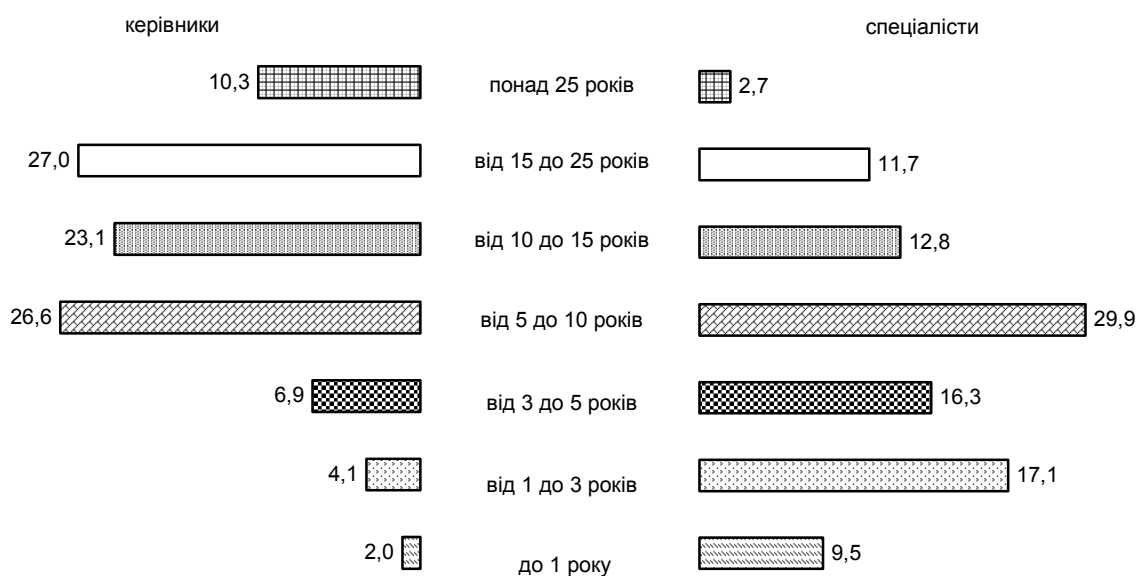 керівники спеціалісти
10,3 понад 25 років 2,7
27,0 від 15 до 25 років 11,7
23,1 від 10 до 15 років 12,8
26,6 від 5 до 10 років 29,9
6,9 від 3 до 5 років 16,3
4,1 від 1 до 3 років 17,1
2,0 до 1 року 9,5